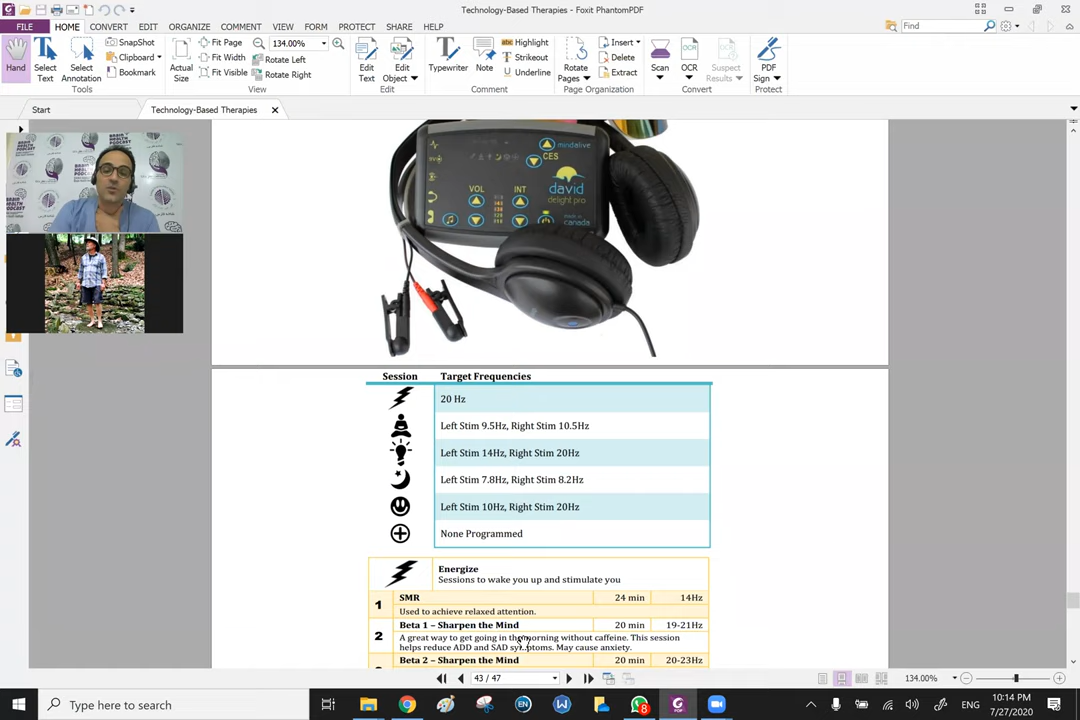 Technology-Based Therapies - Foxit PhantomPDF
FILE HOME CONVERT EDIT ORGANIZE COMMENT VIEW FORM PROTECT SHARE HELP
Find
Hand
Select Text
Select Annotation
SnapShot
Clipboard
Bookmark
Tools
Actual Size
Fit Page
Fit Width
Fit Visible
134.00%
Rotate Left
Rotate Right
View
Edit Text
Edit Object
Edit
Typewriter
Note
Highlight
Strikeout
Underline
Comment
Rotate Pages
Insert
Delete
Extract
Page Organization
Scan
OCR
Suspect Results
Convert
PDF Sign
Protect
Start
Technology-Based Therapies
BRAIN HEALTH PODCAST
mindalive
CES
VOL
INT
david
delight pro
made in canada
Session Target Frequencies
20 Hz
Left Stim 9.5Hz, Right Stim 10.5Hz
Left Stim 14Hz, Right Stim 20Hz
Left Stim 7.8Hz, Right Stim 8.2Hz
Left Stim 10Hz, Right Stim 20Hz
None Programmed
Energize
Sessions to wake you up and stimulate you
1
SMR 24 min 14Hz
Used to achieve relaxed attention.
2
Beta 1 – Sharpen the Mind 20 min 19-21Hz
A great way to get going in the morning without caffeine. This session
helps reduce ADD and SAD symptoms. May cause anxiety.
Beta 2 – Sharpen the Mind 20 min 20-23Hz
43 / 47
134.00%
Type here to search
ENG
10:14 PM
7/27/2020